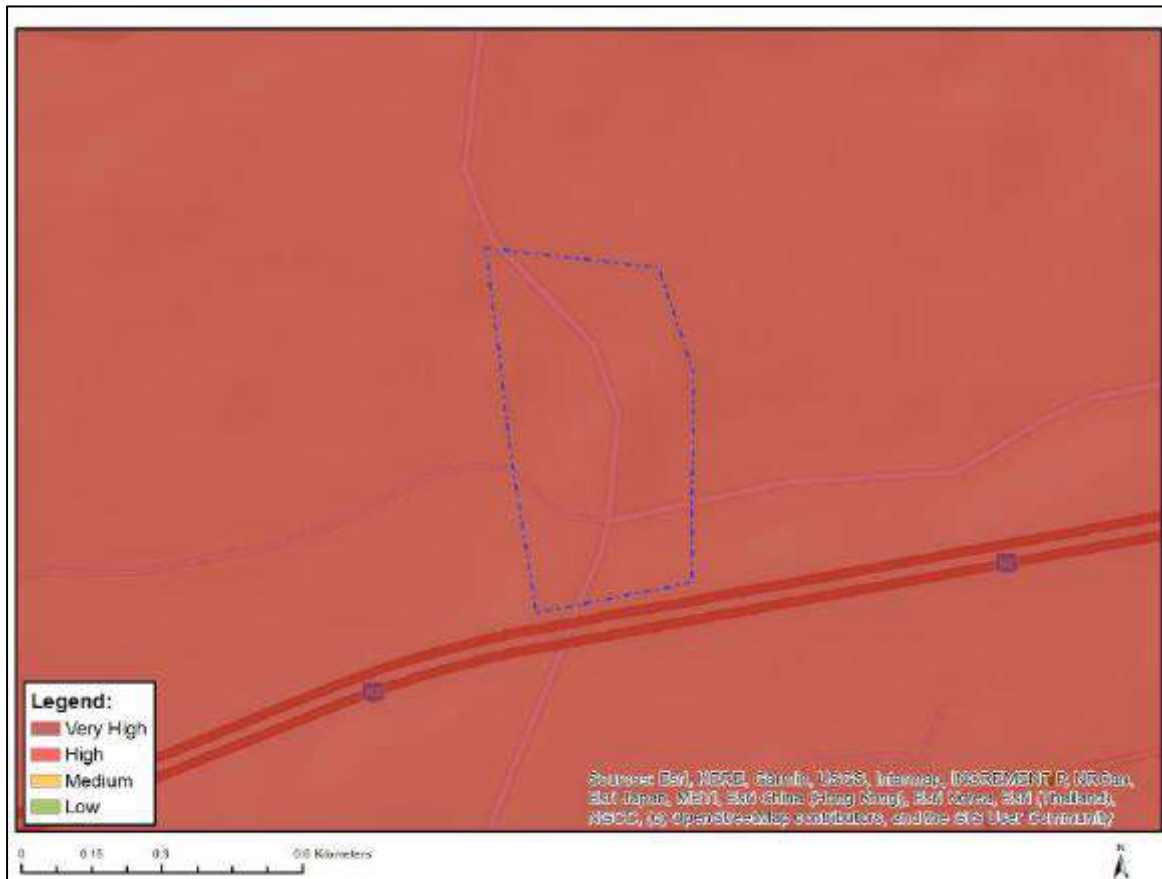 Legend:
Very High
High
Medium
Low
Sources: Esri, HERE, Garmin, USGS, Intermap, INCREMENT P, NRCan,
Esri Japan, METI, Esri China (Hong Kong), Esri Korea, Esri (Thailand),
NGCC, (c) OpenStreetMap contributors, and the GIS User Community
0 0.15 0.3 0.6 Kilometers
N